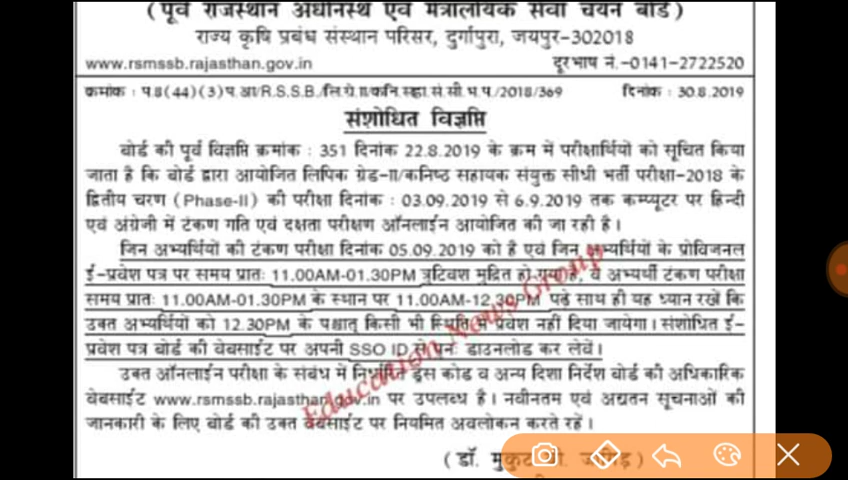 (पूर्व राजस्थान अधीनस्थ एवं मंत्रालयिक सेवा चयन बोर्ड)
राज्य कृषि प्रबंध संस्थान परिसर, दुर्गापुरा, जयपुर-302018
www.rsmssb.rajasthan.gov.in दूरभाष नं.-0141-2722520
क्रमांक : प.8(44)(3)प.आ/R.S.S.B./लि.ग्रे.II/कनि.सहा.सं.सी.भ.प./2018/369 दिनांक : 30.8.2019
संशोधित विज्ञप्ति
बोर्ड की पूर्व विज्ञप्ति क्रमांक : 351 दिनांक 22.8.2019 के क्रम में परीक्षार्थियों को सूचित किया
जाता है कि बोर्ड द्वारा आयोजित लिपिक ग्रेड-II/कनिष्ठ सहायक संयुक्त सीधी भर्ती परीक्षा-2018 के
द्वितीय चरण (Phase-II) की परीक्षा दिनांक : 03.09.2019 से 6.9.2019 तक कम्प्यूटर पर हिन्दी
एवं अंग्रेजी में टंकण गति एवं दक्षता परीक्षण ऑनलाईन आयोजित की जा रही है।
जिन अभ्यर्थियों की टंकण परीक्षा दिनांक 05.09.2019 को है एवं जिन अभ्यर्थियों के प्रोविजनल
ई-प्रवेश पत्र पर समय प्रातः 11.00AM-01.30PM त्रुटिवश मुद्रित हो गया है, वे अभ्यर्थी टंकण परीक्षा
समय प्रातः 11.00AM-01.30PM के स्थान पर 11.00AM-12.30PM पढ़े साथ ही यह ध्यान रखें कि
उक्त अभ्यर्थियों को 12.30PM के पश्चात् किसी भी स्थिति में प्रवेश नहीं दिया जायेगा। संशोधित ई-
प्रवेश पत्र बोर्ड की वेबसाईट पर अपनी SSO ID से पुनः डाउनलोड कर लेवें।
उक्त ऑनलाईन परीक्षा के संबंध में निर्धारित ड्रेस कोड व अन्य दिशा निर्देश बोर्ड की अधिकारिक
वेबसाईट www.rsmssb.rajasthan.gov.in पर उपलब्ध है। नवीनतम एवं अद्यतन सूचनाओं की
जानकारी के लिए बोर्ड की उक्त वेबसाईट पर नियमित अवलोकन करते रहें।
(डॉ. मुकुट बी. जांगिड़)
Education News Group